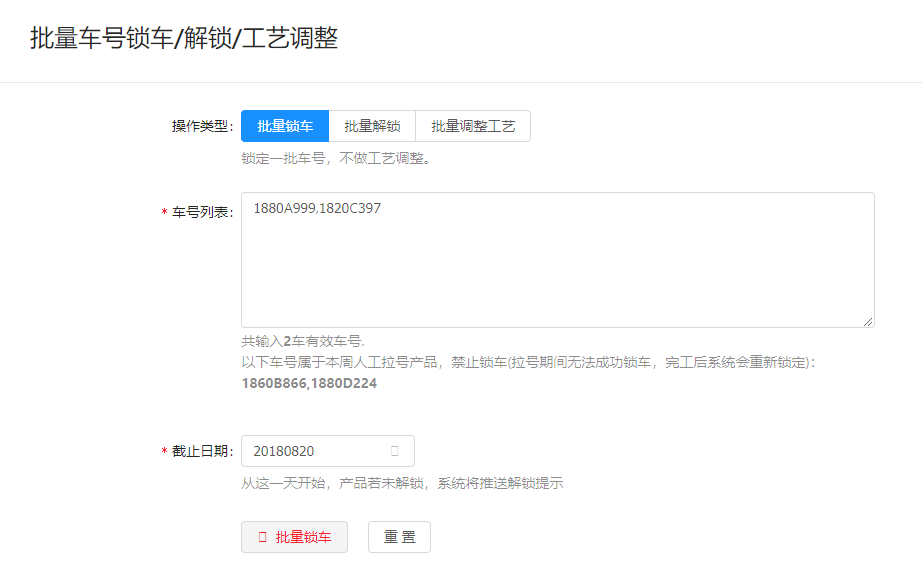 批量车号锁车/解锁/工艺调整
操作类型: 批量锁车 批量解锁 批量调整工艺
锁定一批车号，不做工艺调整。
* 车号列表: 1880A999,1820C397
共输入2车有效车号.
以下车号属于本周人工拉号产品，禁止锁车(拉号期间无法成功锁车，完工后系统会重新锁定):
1860B866,1880D224
* 截止日期: 20180820
从这一天开始，产品若未解锁，系统将推送解锁提示
批量锁车 重 置